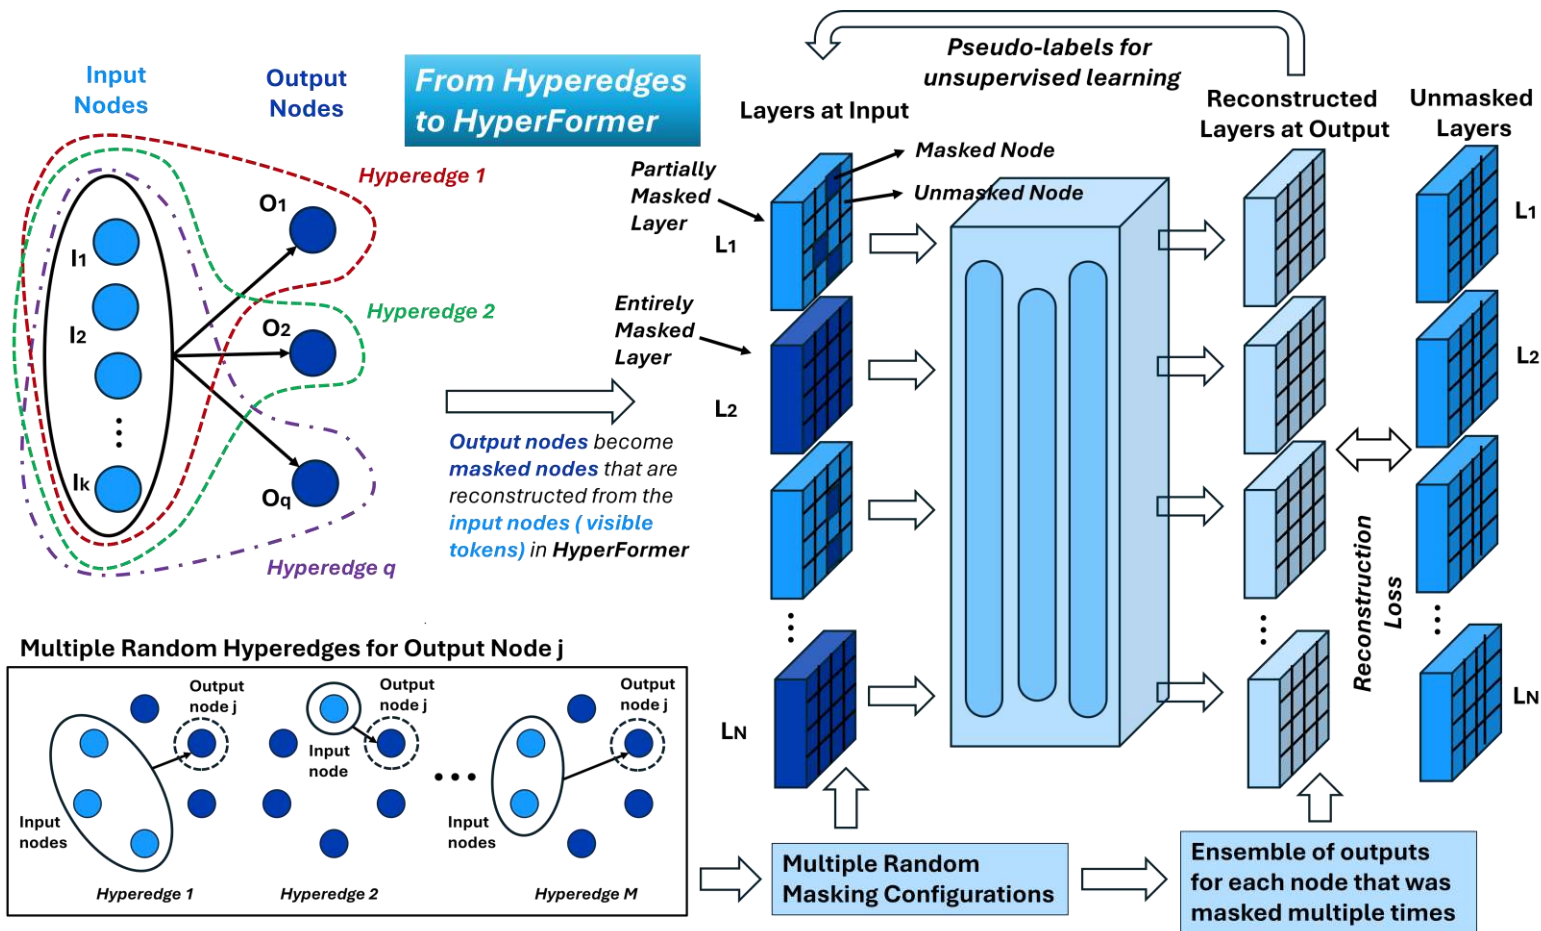 Input
Nodes
Output
Nodes
From Hyperedges
to HyperFormer
Hyperedge 1
O1
I1
Hyperedge 2
O2
I2
Ik
Oq
Hyperedge q
Output nodes become
masked nodes that are
reconstructed from the
input nodes ( visible
tokens) in HyperFormer
Pseudo-labels for
unsupervised learning
Layers at Input
Reconstructed
Layers at Output
Unmasked
Layers
Partially
Masked
Layer
Masked Node
Unmasked Node
L1
L1
Entirely
Masked
Layer
L2
L2
Reconstruction
Loss
LN
LN
Multiple Random Hyperedges for Output Node j
Output
node j
Input
nodes
Hyperedge 1
Output
node j
Input
node
Hyperedge 2
Output
node j
Input
nodes
Hyperedge M
Multiple Random
Masking Configurations
Ensemble of outputs
for each node that was
masked multiple times